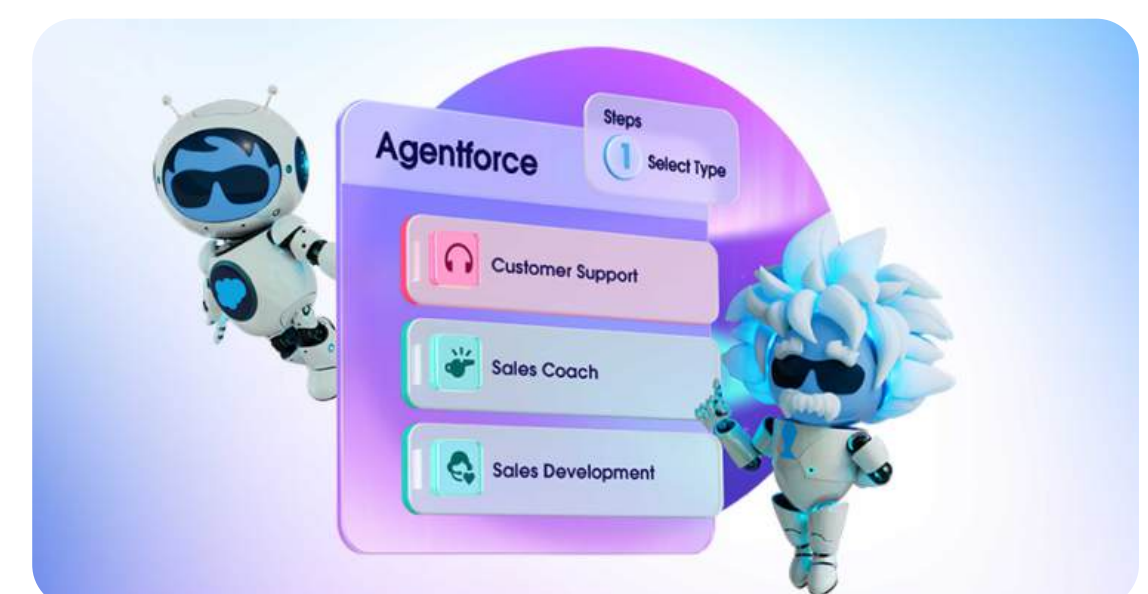 Agentforce
Steps
1 Select Type
Customer Support
Sales Coach
Sales Development